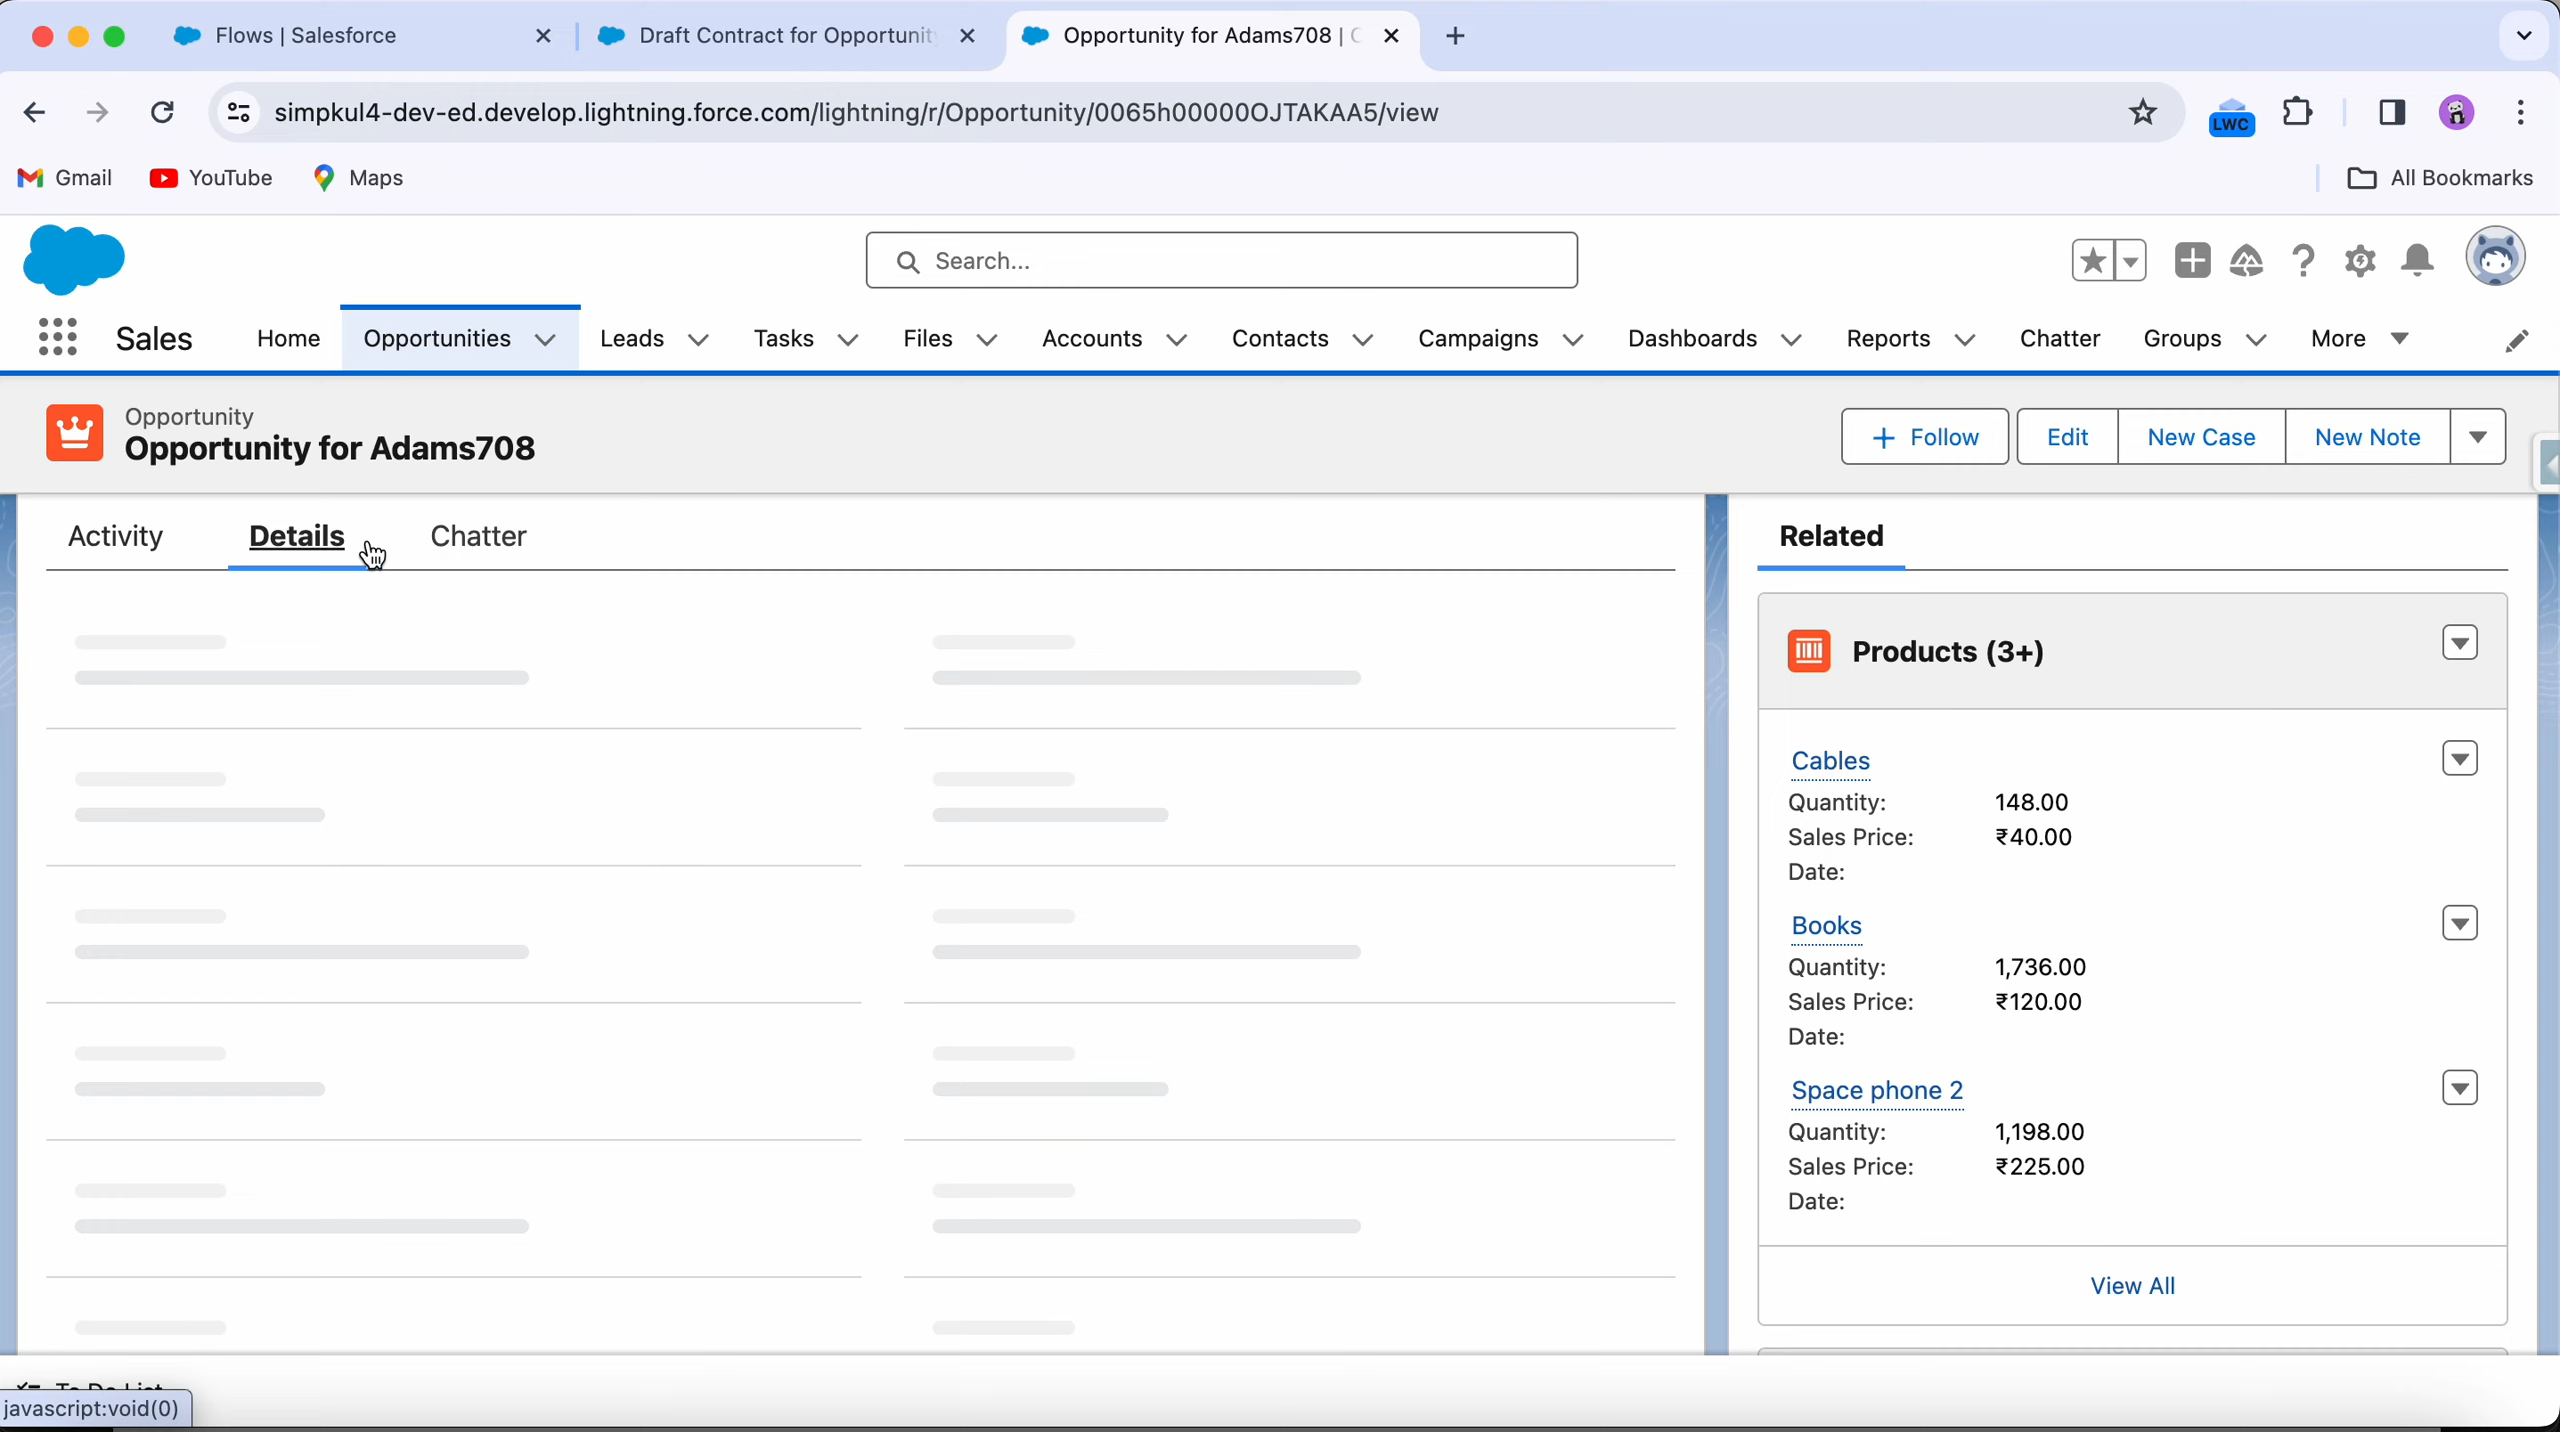 Flows | Salesforce
Draft Contract for Opportunit
Opportunity for Adams708 | C
simpkul4-dev-ed.develop.lightning.force.com/lightning/r/Opportunity/0065h00000OJTAKAA5/view
LWC
Gmail
YouTube
Maps
All Bookmarks
Search...
Sales
Home
Opportunities
Leads
Tasks
Files
Accounts
Contacts
Campaigns
Dashboards
Reports
Chatter
Groups
More
Opportunity
Opportunity for Adams708
Follow
Edit
New Case
New Note
Activity
Details
Chatter
Related
Products (3+)
Cables
Quantity: 148.00
Sales Price: ₹40.00
Date:
Books
Quantity: 1,736.00
Sales Price: ₹120.00
Date:
Space phone 2
Quantity: 1,198.00
Sales Price: ₹225.00
Date:
View All
To Do List
javascript:void(0)